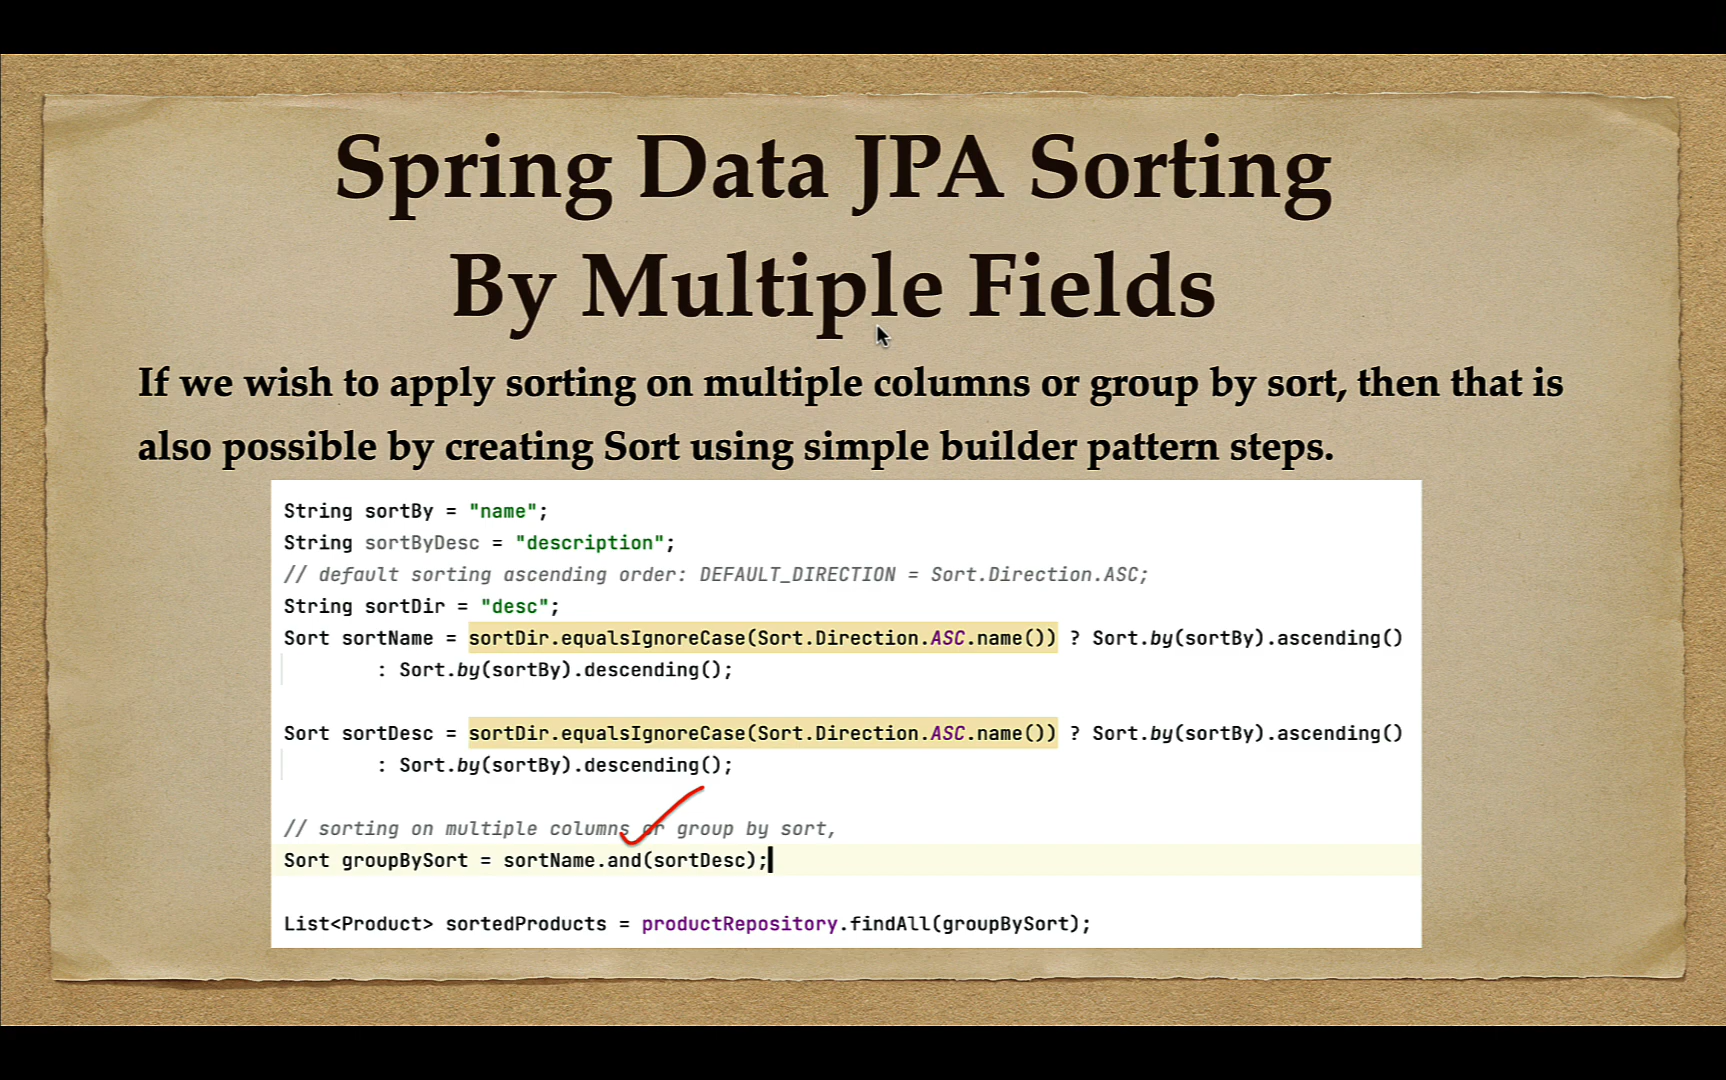 Spring Data JPA Sorting
By Multiple Fields
If we wish to apply sorting on multiple columns or group by sort, then that is
also possible by creating Sort using simple builder pattern steps.
String sortBy = "name";
String sortByDesc = "description";
// default sorting ascending order: DEFAULT_DIRECTION = Sort.Direction.ASC;
String sortDir = "desc";
Sort sortName = sortDir.equalsIgnoreCase(Sort.Direction.ASC.name()) ? Sort.by(sortBy).ascending()
: Sort.by(sortBy).descending();
Sort sortDesc = sortDir.equalsIgnoreCase(Sort.Direction.ASC.name()) ? Sort.by(sortBy).ascending()
: Sort.by(sortBy).descending();
// sorting on multiple columns or group by sort,
Sort groupBySort = sortName.and(sortDesc);
List<Product> sortedProducts = productRepository.findAll(groupBySort);